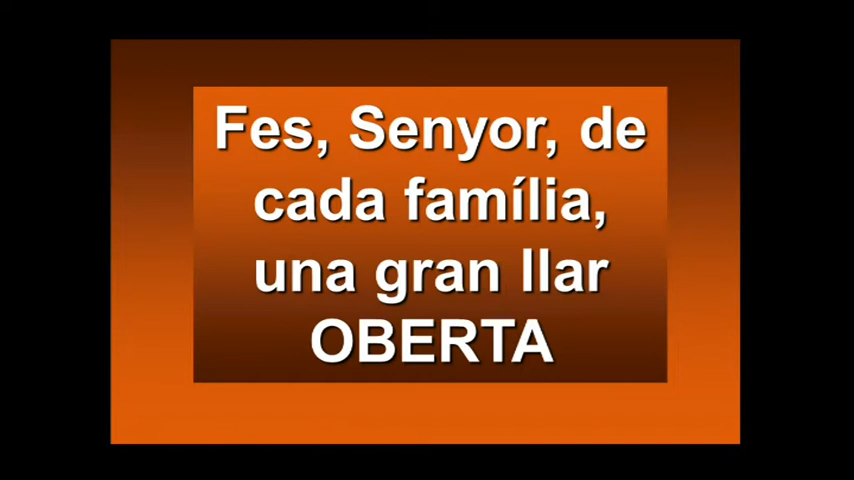 Fes, Senyor, de
cada família,
una gran llar
OBERTA